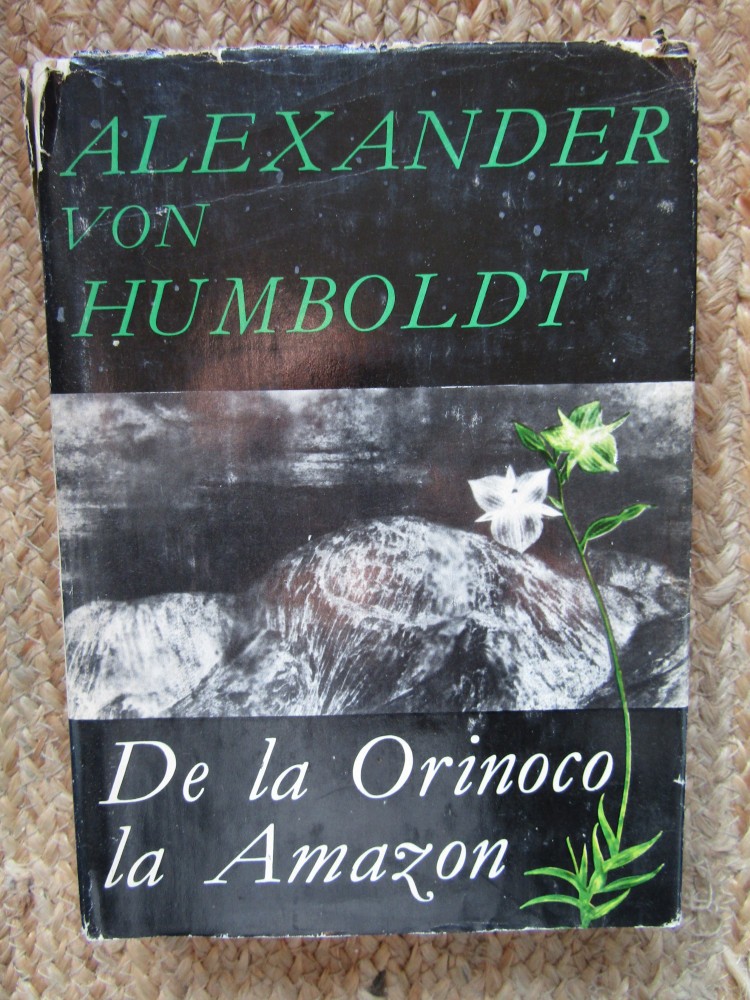 ALEXANDER
VON
HUMBOLDT
De la Orinoco
la Amazon